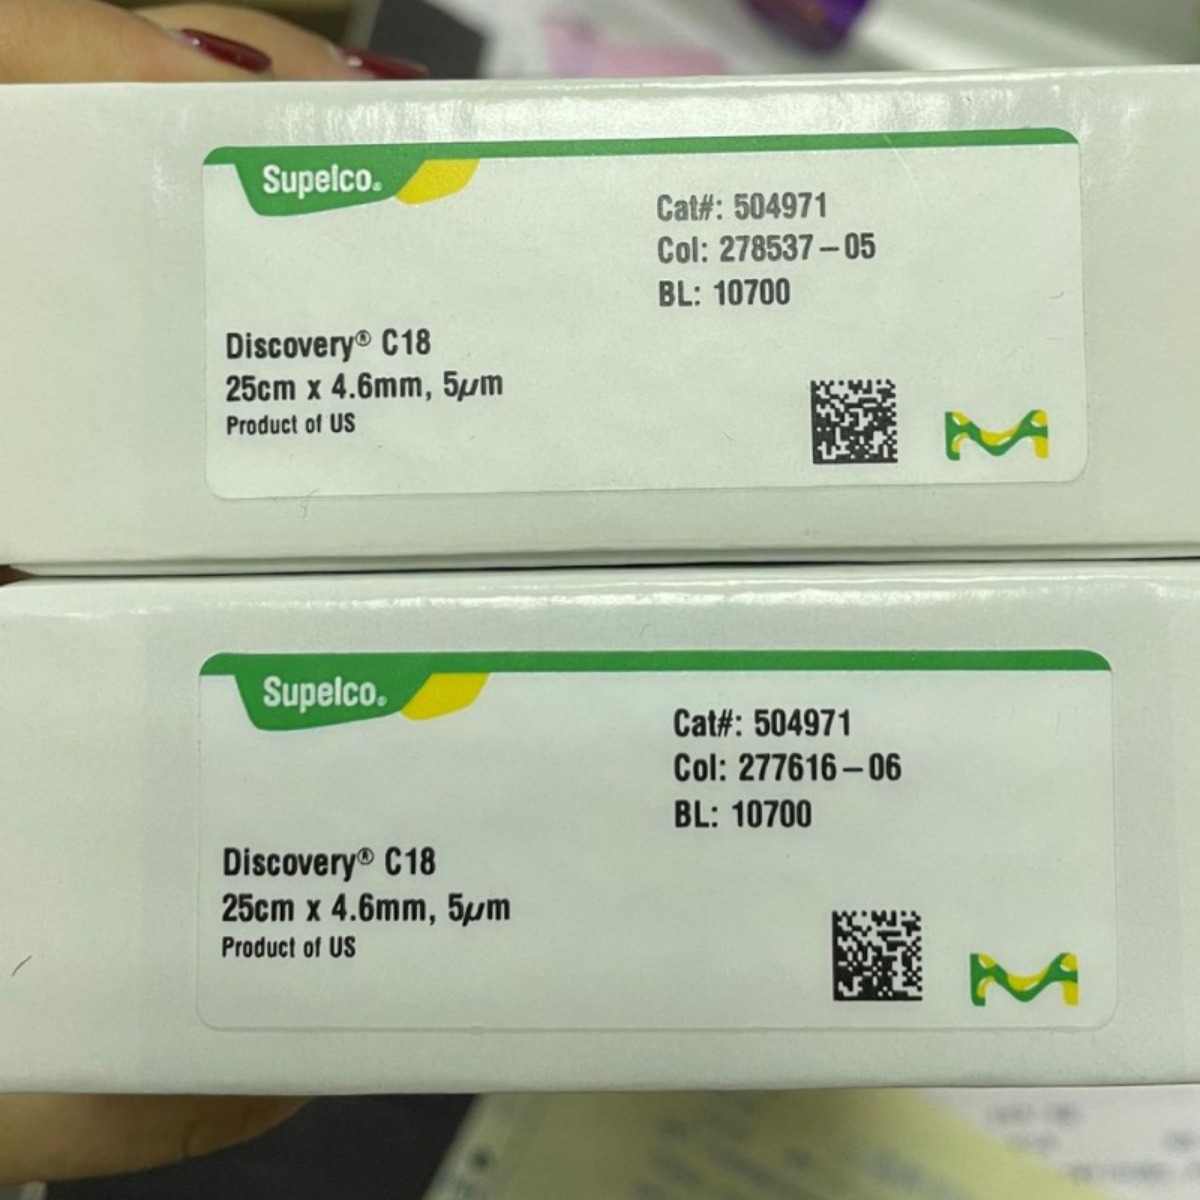 Supelco®
Cat#: 504971
Col: 278537-05
BL: 10700
Discovery® C18
25cm x 4.6mm, 5µm
Product of US
Supelco®
Cat#: 504971
Col: 277616-06
BL: 10700
Discovery® C18
25cm x 4.6mm, 5µm
Product of US